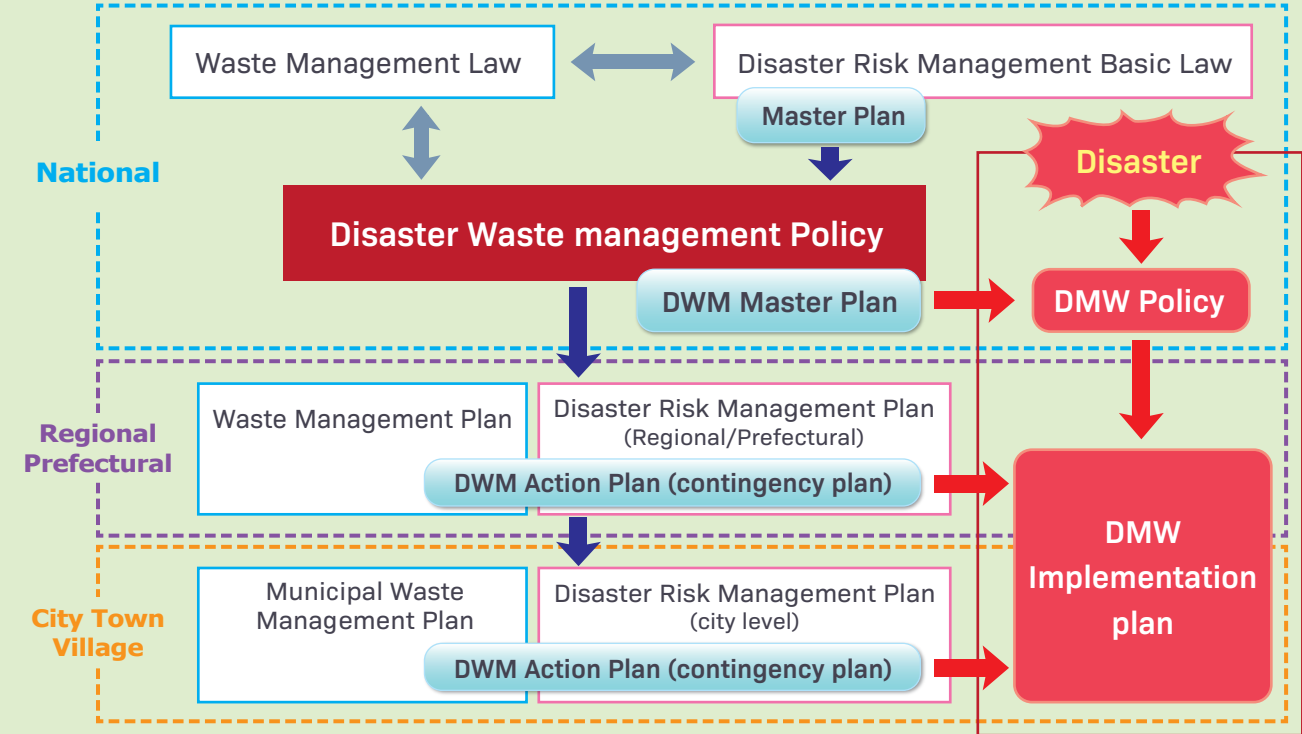 Waste Management Law
Disaster Risk Management Basic Law
Master Plan
Disaster
National
Disaster Waste management Policy
DWM Master Plan
DMW Policy
Regional
Prefectural
Waste Management Plan
Disaster Risk Management Plan
(Regional/Prefectural)
DWM Action Plan (contingency plan)
DMW
Implementation
plan
City Town
Village
Municipal Waste
Management Plan
Disaster Risk Management Plan
(city level)
DWM Action Plan (contingency plan)